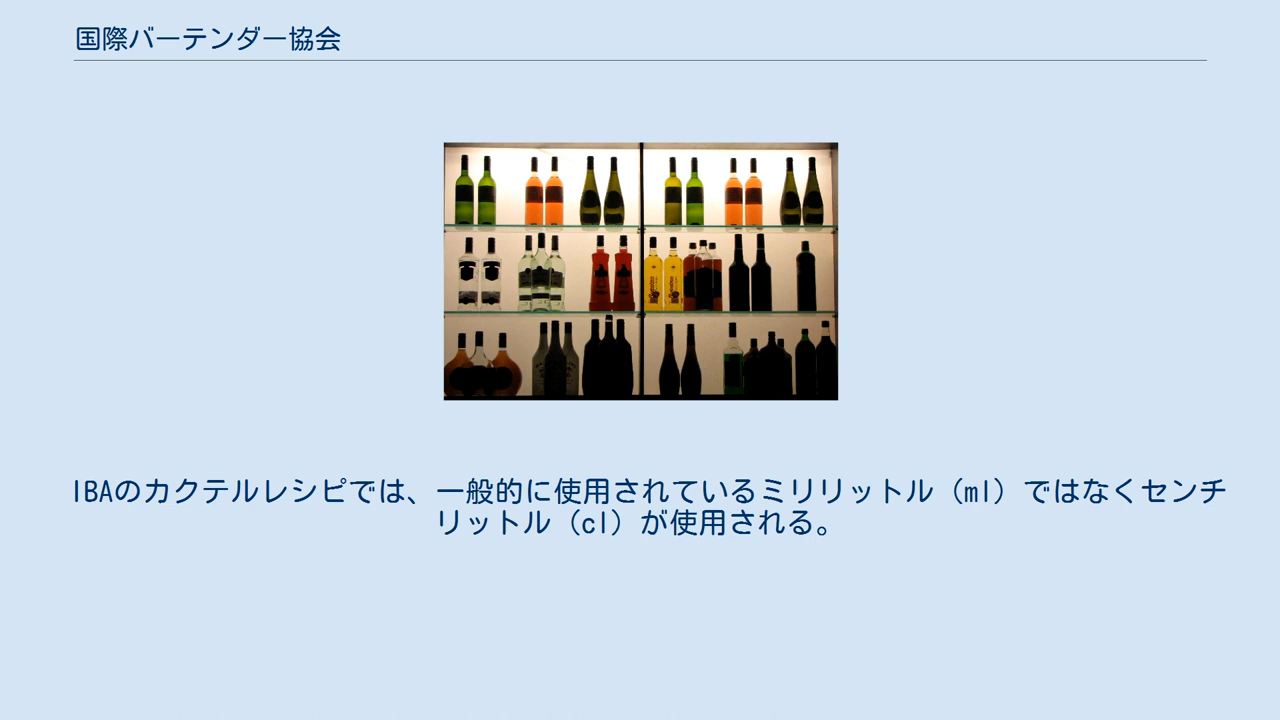 国際バーテンダー協会
IBAのカクテルレシピでは、一般的に使用されているミリリットル（ml）ではなくセンチ
リットル（cl）が使用される。